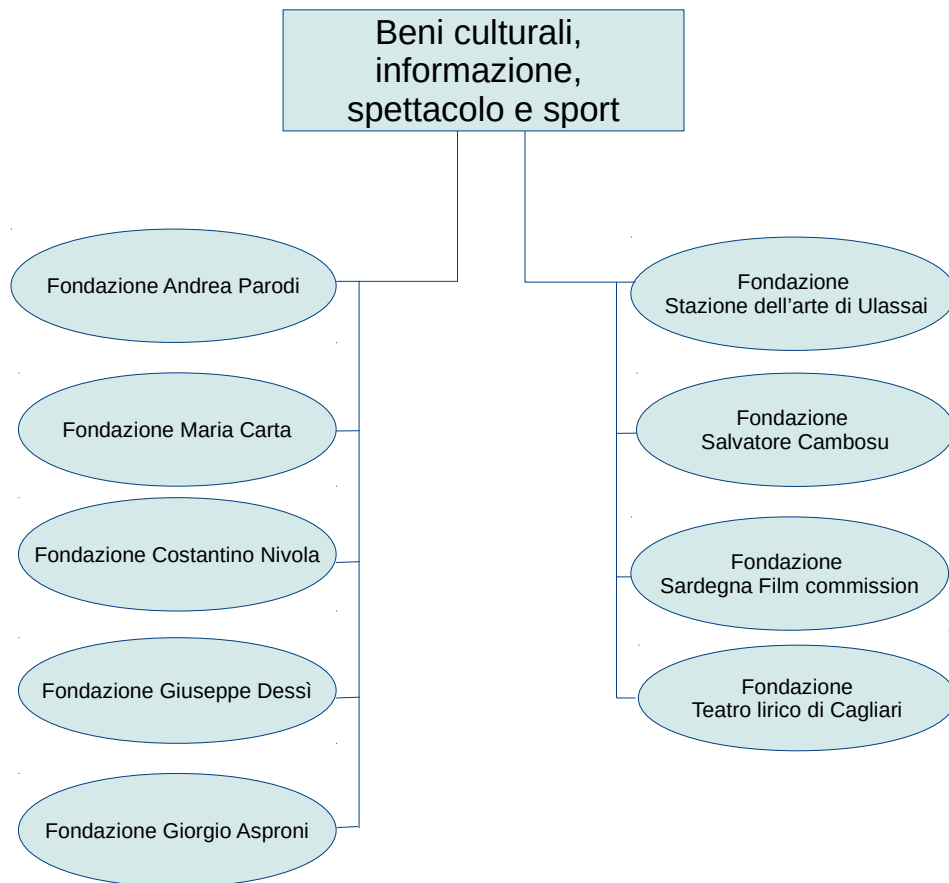 Beni culturali,
informazione,
spettacolo e sport
Fondazione Andrea Parodi
Fondazione Maria Carta
Fondazione Costantino Nivola
Fondazione Giuseppe Dessì
Fondazione Giorgio Asproni
Fondazione
Stazione dell’arte di Ulassai
Fondazione
Salvatore Cambosu
Fondazione
Sardegna Film commission
Fondazione
Teatro lirico di Cagliari